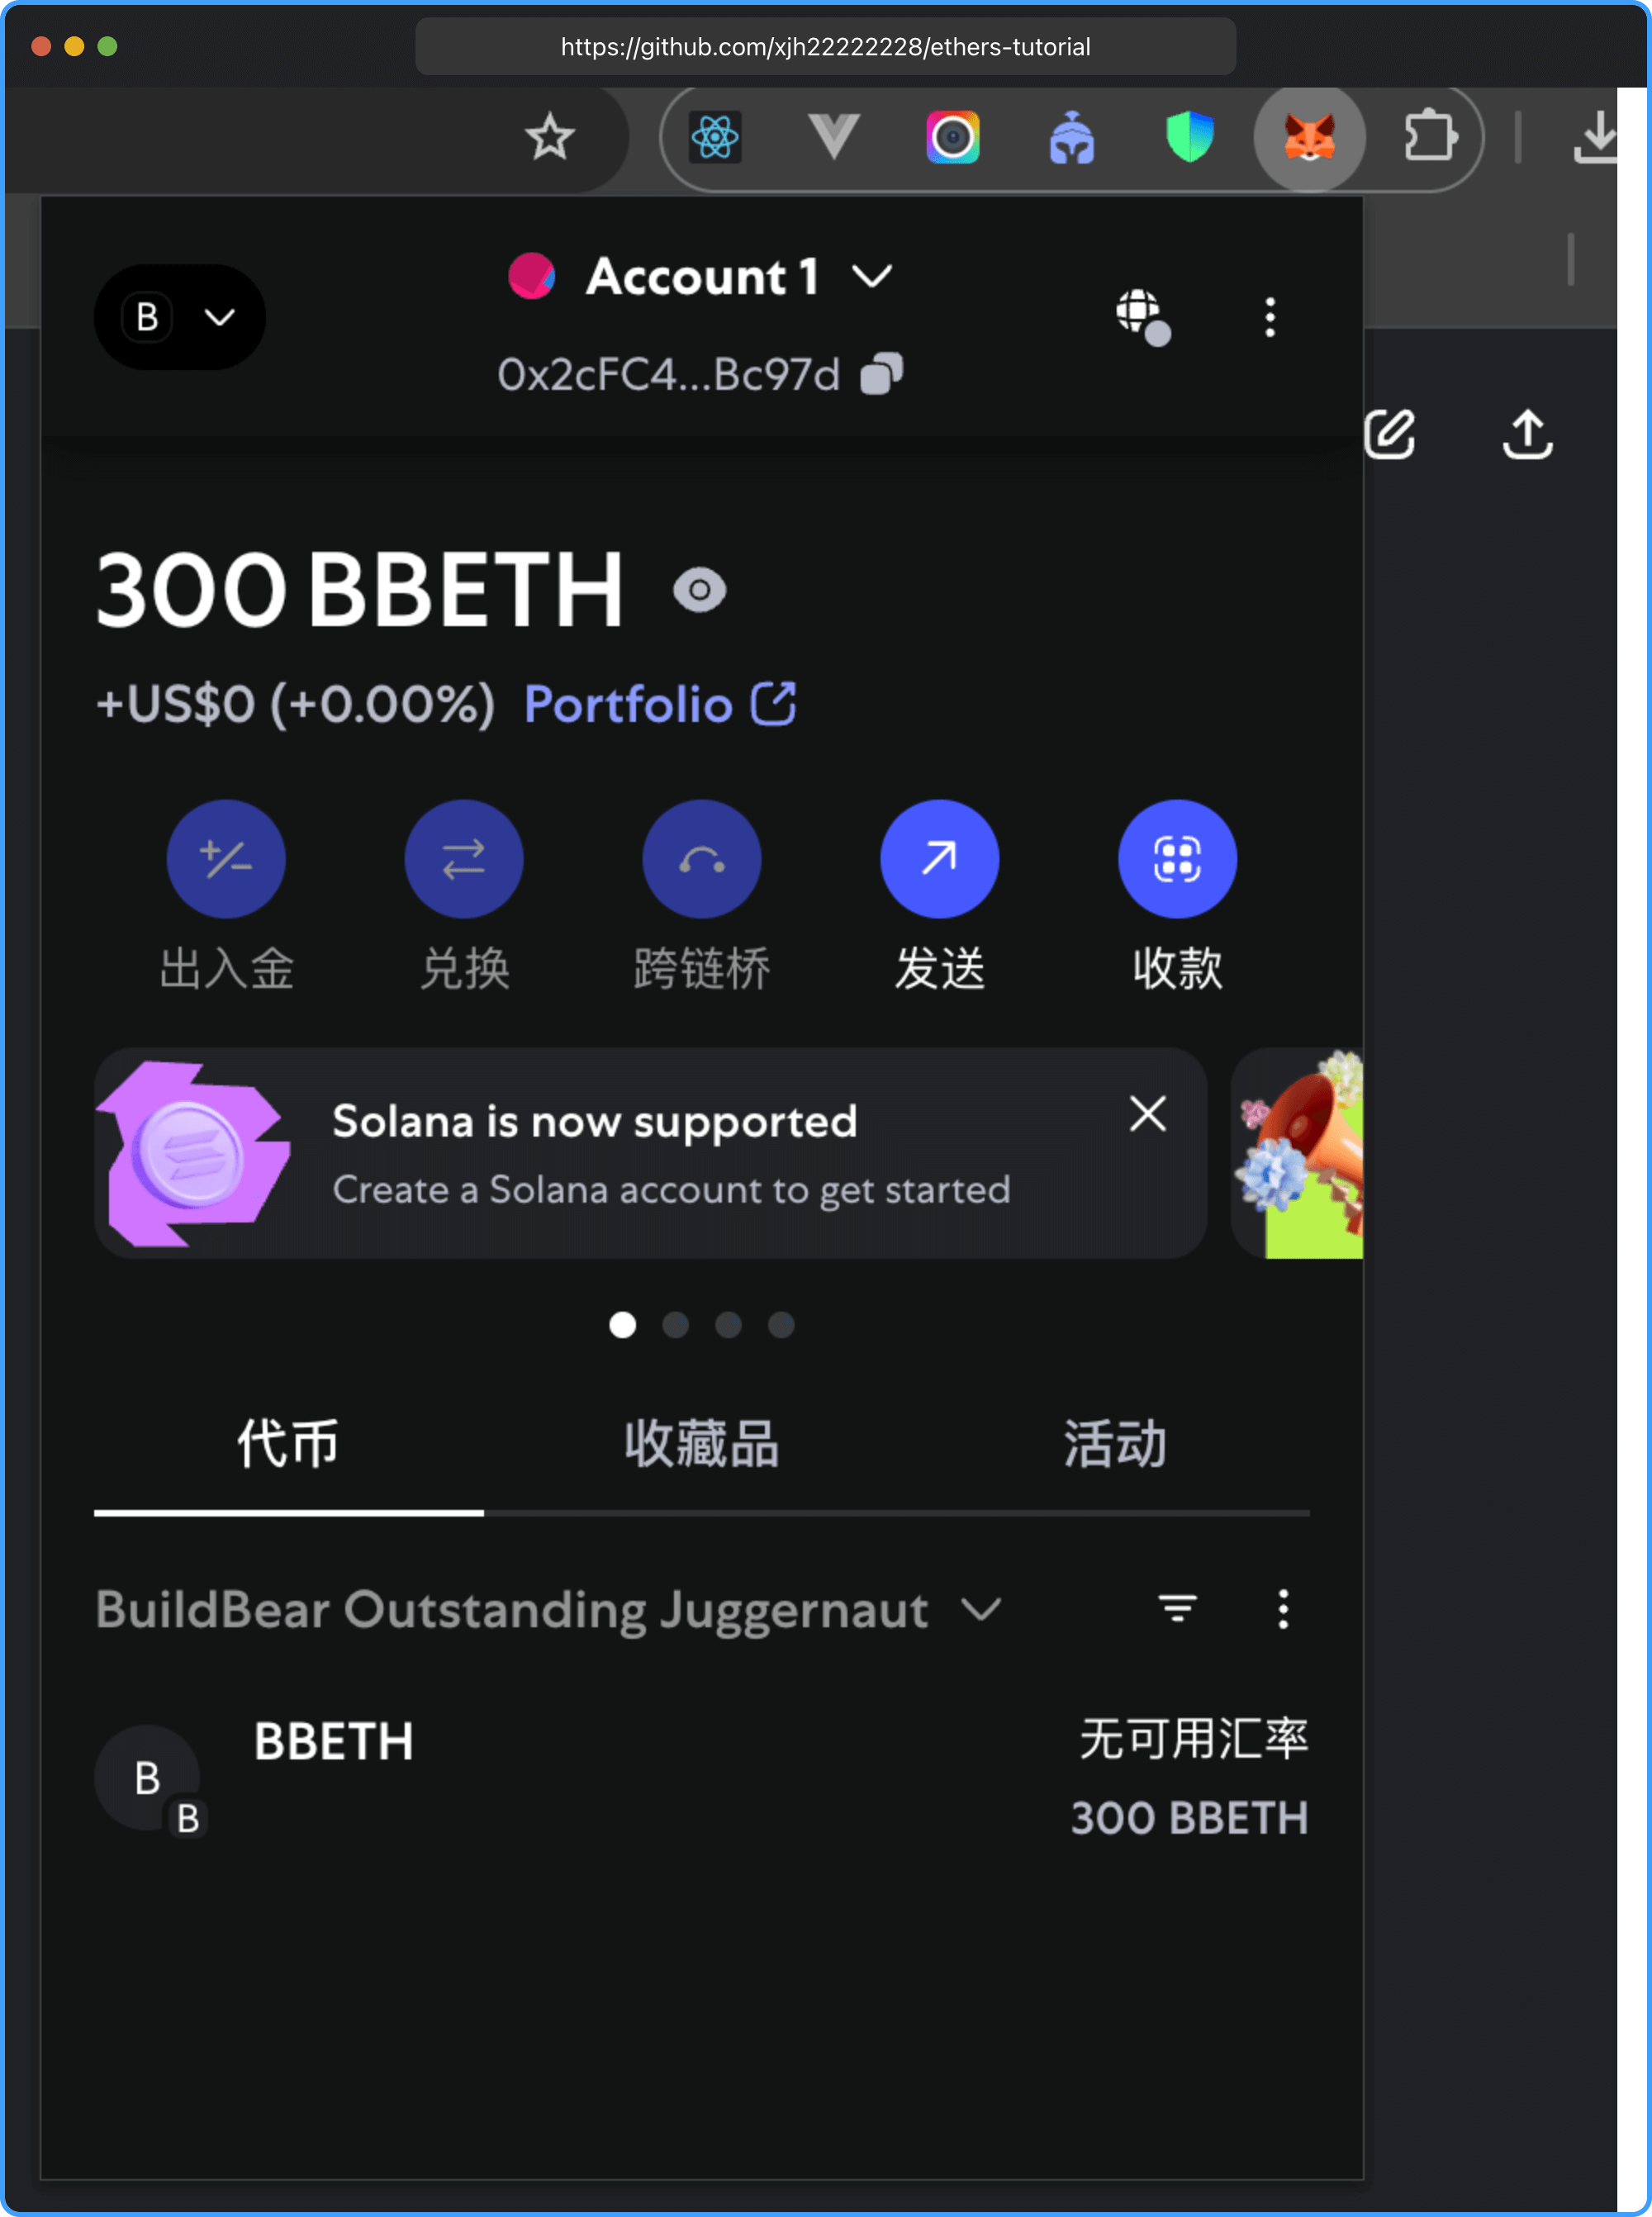 https://github.com/xjh22222228/ethers-tutorial
B
Account 1
0x2cFC4...Bc97d
300 BBETH
+US$0 (+0.00%) Portfolio
出入金
兑换
跨链桥
发送
收款
Solana is now supported
Create a Solana account to get started
代币
收藏品
活动
BuildBear Outstanding Juggernaut
B
B
BBETH
无可用汇率
300 BBETH